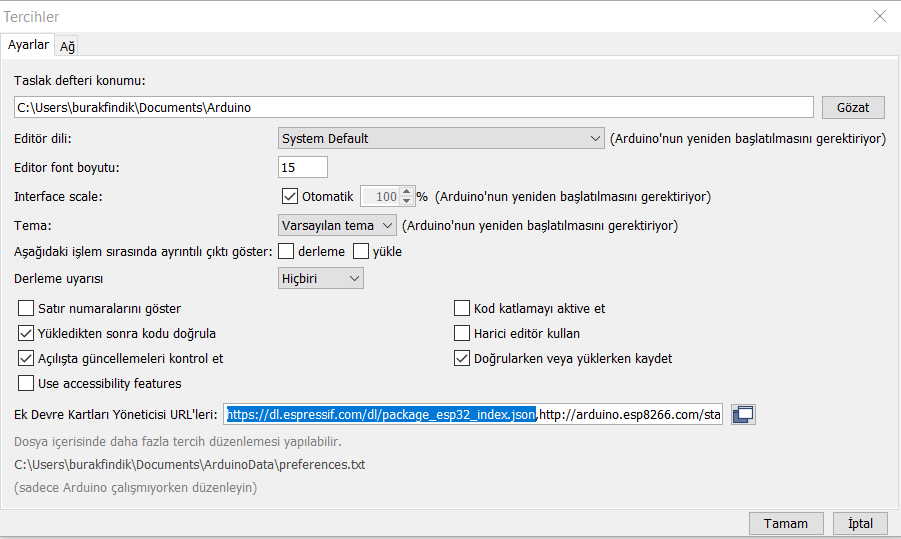 Tercihler
Ayarlar Ağ
Taslak defteri konumu:
C:\Users\burakfindik\Documents\Arduino Gözat
Editör dili: System Default (Arduino'nun yeniden başlatılmasını gerektiriyor)
Editor font boyutu: 15
Interface scale: Otomatik 100 % (Arduino'nun yeniden başlatılmasını gerektiriyor)
Tema: Varsayılan tema (Arduino'nun yeniden başlatılmasını gerektiriyor)
Aşağıdaki işlem sırasında ayrıntılı çıktı göster: derleme yükle
Derleme uyarısı Hiçbiri
Satır numaralarını göster Kod katlamayı aktive et
Yükledikten sonra kodu doğrula Harici editör kullan
Açılışta güncellemeleri kontrol et Doğrularken veya yüklerken kaydet
Use accessibility features
Ek Devre Kartları Yöneticisi URL'leri: https://dl.espressif.com/dl/package_esp32_index.json,http://arduino.esp8266.com/sta
Dosya içerisinde daha fazla tercih düzenlemesi yapılabilir.
C:\Users\burakfindik\Documents\ArduinoData\preferences.txt
(sadece Arduino çalışmıyorken düzenleyin)
Tamam İptal